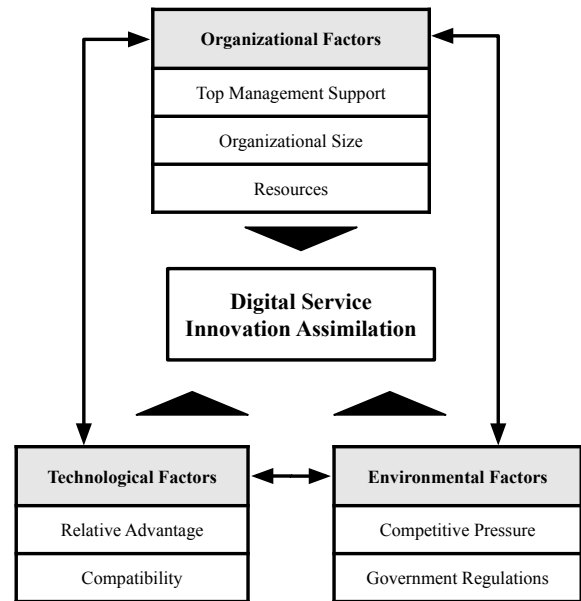 Organizational Factors
Top Management Support
Organizational Size
Resources
Digital Service
Innovation Assimilation
Technological Factors
Relative Advantage
Compatibility
Environmental Factors
Competitive Pressure
Government Regulations